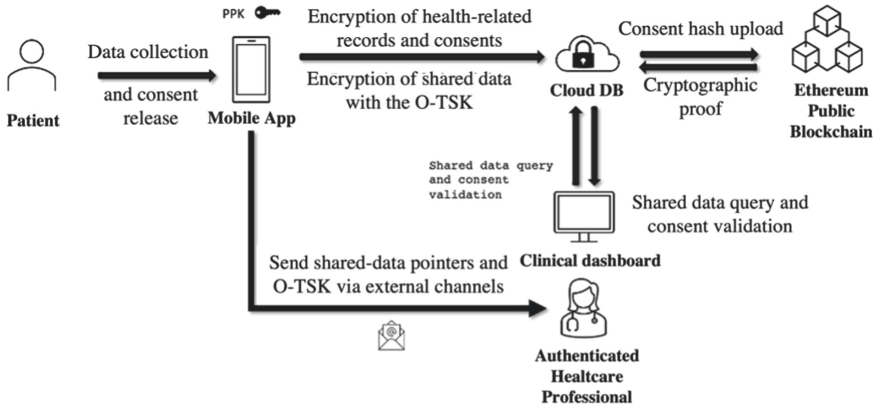 PPK
Data collection
and consent
release
Patient
Mobile App
Encryption of health-related
records and consents
Encryption of shared data
with the O-TSK
Cloud DB
Consent hash upload
Cryptographic
proof
Ethereum
Public
Blockchain
Shared data query
and consent
validation
Shared data query and
consent validation
Clinical dashboard
Send shared-data pointers and
O-TSK via external channels
@
Authenticated
Healtcare
Professional